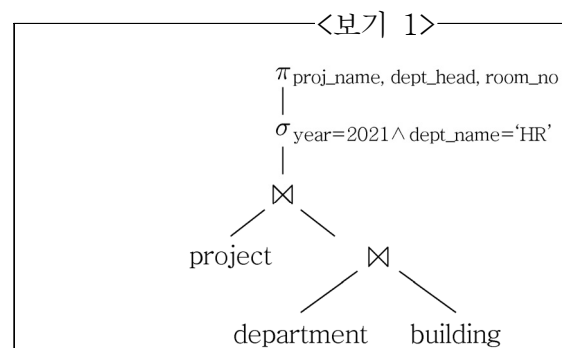 <보기 1>
π proj_name, dept_head, room_no
σ year=2021∧dept_name=‘HR’
⋈
project
⋈
department building